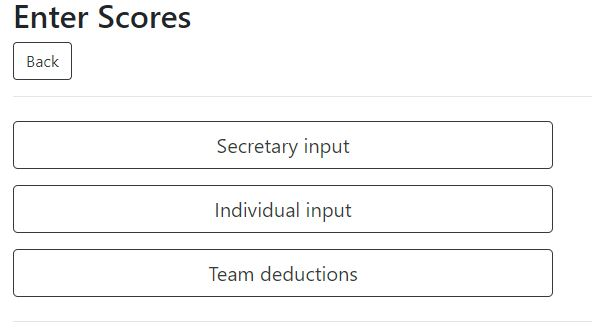 Enter Scores
Back
Secretary input
Individual input
Team deductions